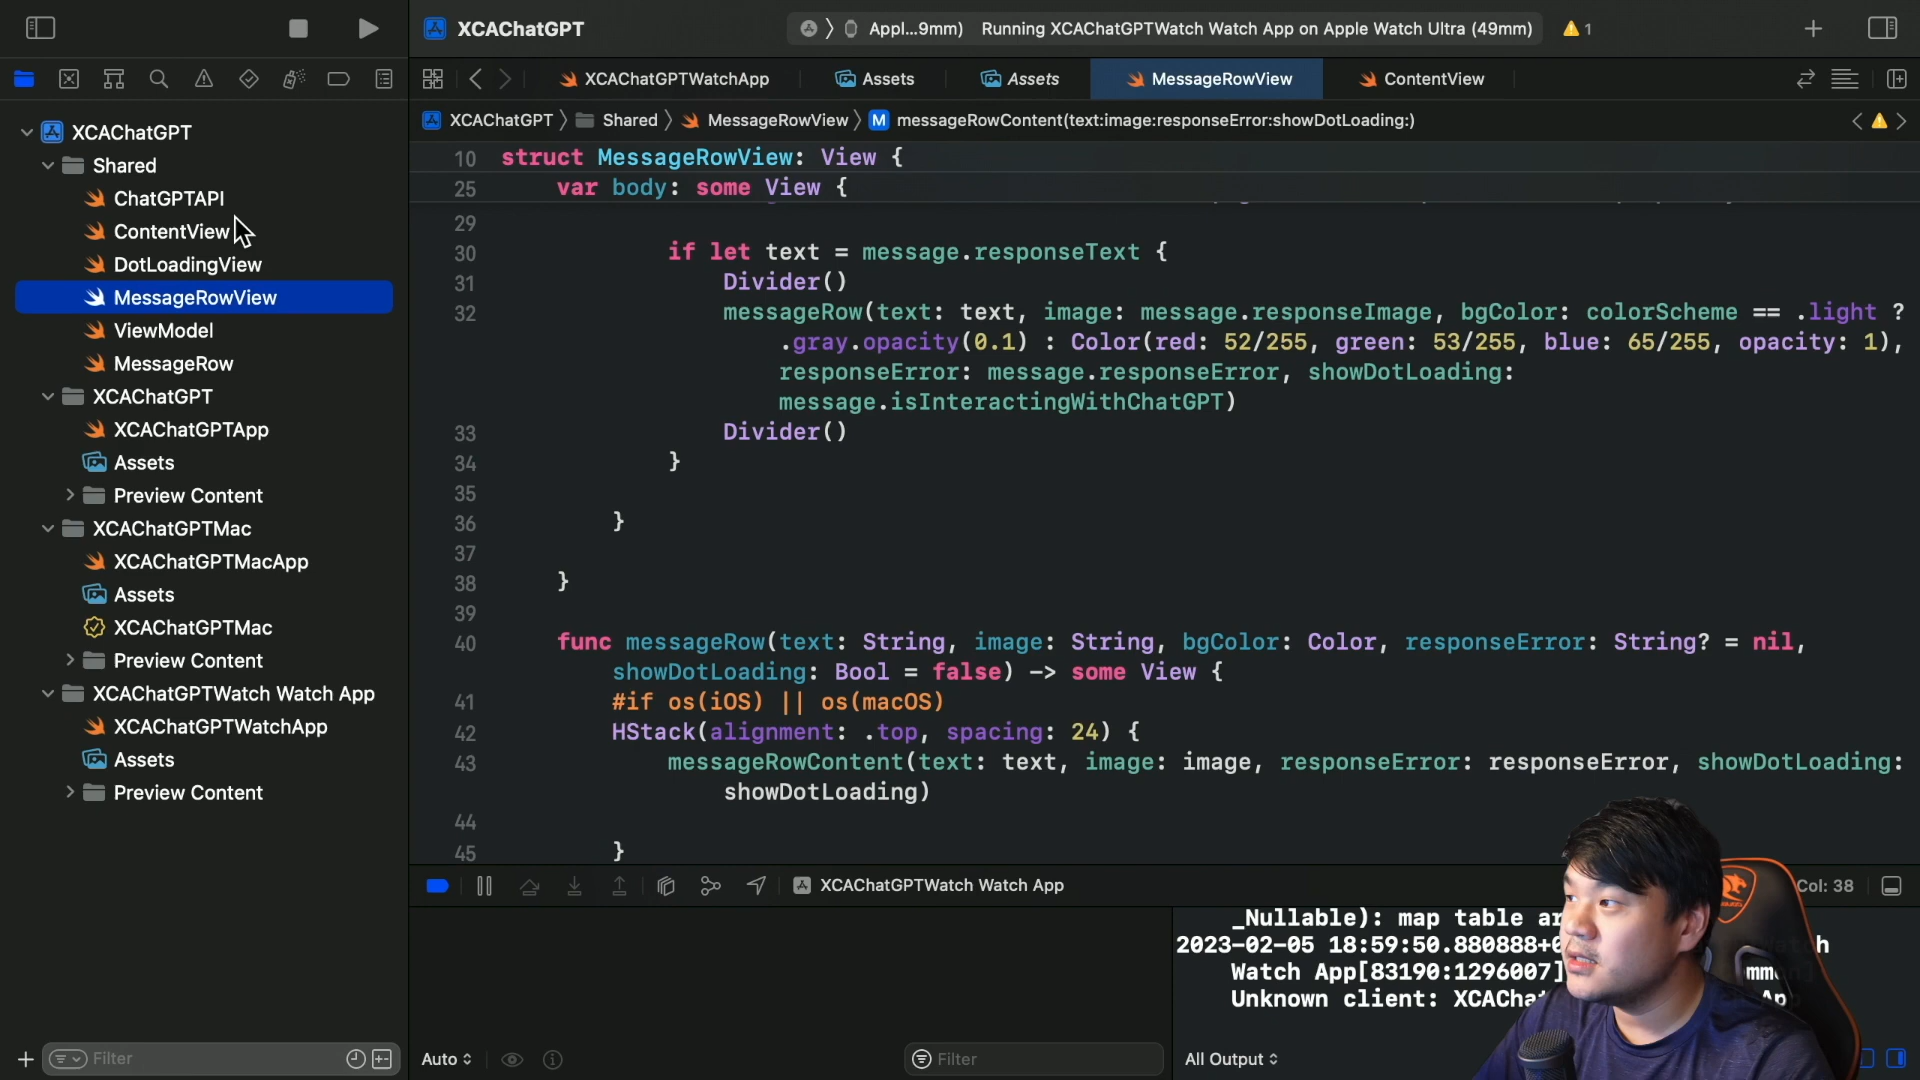 XCAChatGPT
Appl...9mm)
Running XCAChatGPTWatch Watch App on Apple Watch Ultra (49mm)
1
XCAChatGPTWatchApp
Assets
Assets
MessageRowView
ContentView
XCAChatGPT
Shared
MessageRowView
M
messageRowContent(text:image:responseError:showDotLoading:)
XCAChatGPT
Shared
ChatGPTAPI
ContentView
DotLoadingView
MessageRowView
ViewModel
MessageRow
XCAChatGPT
XCAChatGPTApp
Assets
Preview Content
XCAChatGPTMac
XCAChatGPTMacApp
Assets
XCAChatGPTMac
Preview Content
XCAChatGPTWatch Watch App
XCAChatGPTWatchApp
Assets
Preview Content
Filter
10 struct MessageRowView: View {
25 var body: some View {
29
30 if let text = message.responseText {
31 Divider()
32 messageRow(text: text, image: message.responseImage, bgColor: colorScheme == .light ?
.gray.opacity(0.1) : Color(red: 52/255, green: 53/255, blue: 65/255, opacity: 1),
responseError: message.responseError, showDotLoading:
message.isInteractingWithChatGPT)
33 Divider()
34 }
35
36 }
37
38 }
39
40 func messageRow(text: String, image: String, bgColor: Color, responseError: String? = nil,
showDotLoading: Bool = false) -> some View {
41 #if os(iOS) || os(macOS)
42 HStack(alignment: .top, spacing: 24) {
43 messageRowContent(text: text, image: image, responseError: responseError, showDotLoading:
showDotLoading)
44
45 }
XCAChatGPTWatch Watch App
Col: 38
_Nullable): map table
2023-02-05 18:59:50.880888+
Watch App[83190:1296007]
Unknown client:
Auto
Filter
All Output